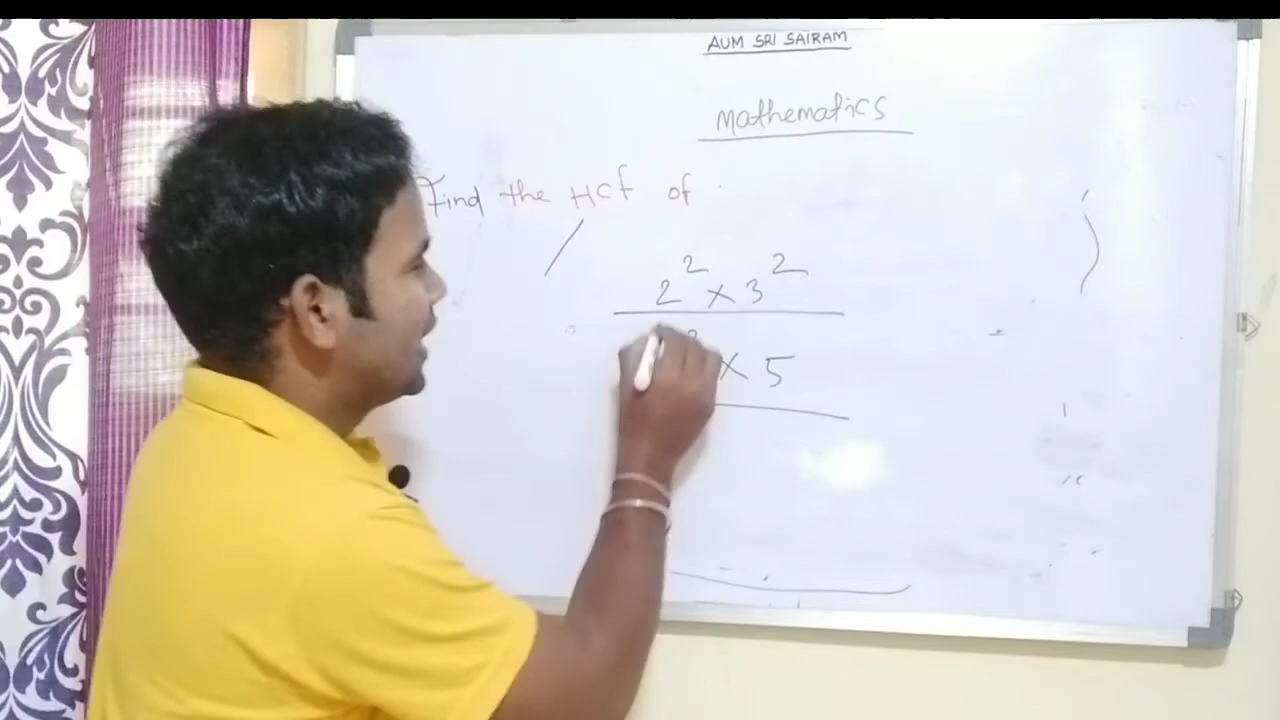 AUM SRI SAIRAM
Mathematics
Find the HCF of
2² × 3²
× 5